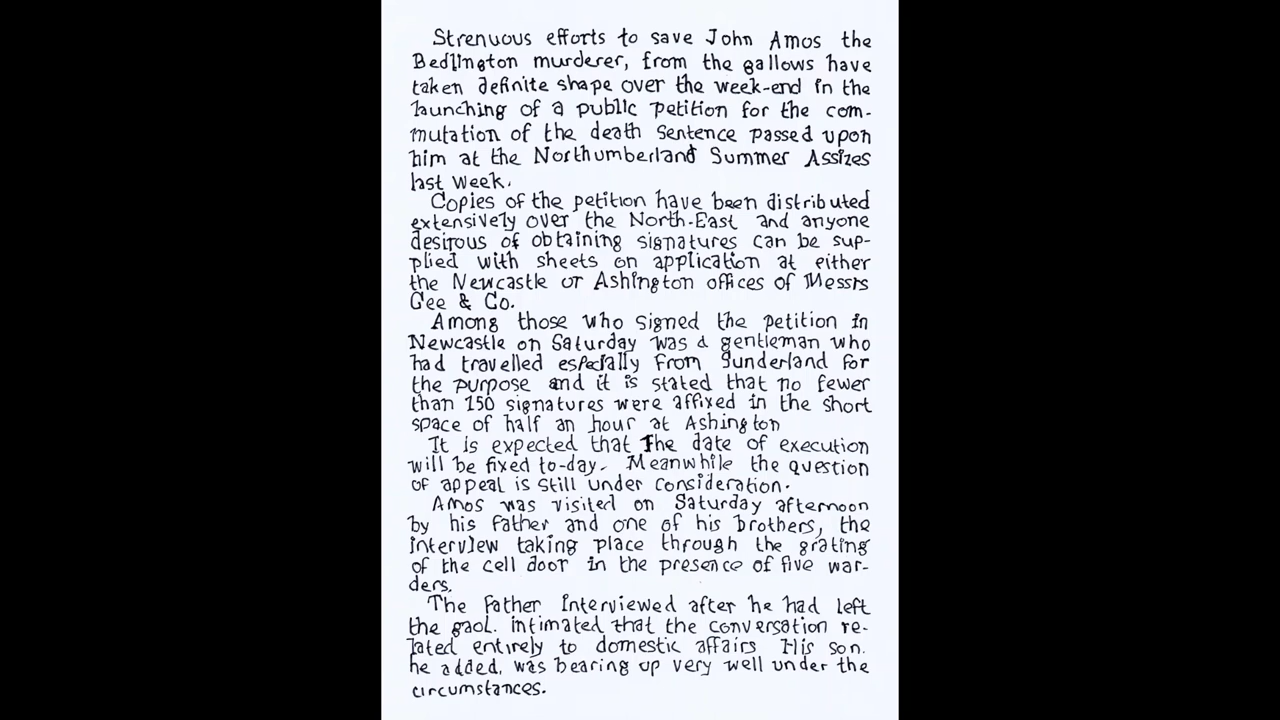 Strenuous efforts to save John Amos the
Bedlington murderer, from the gallows have
taken definite shape over the week-end in the
launching of a public petition for the com-
mutation of the death sentence passed upon
him at the Northumberland Summer Assizes
last week.
Copies of the petition have been distributed
extensively over the North-East and anyone
desirous of obtaining signatures can be sup-
plied with sheets on application at either
the Newcastle or Ashington offices of Messrs
Gee & Co.
Among those who signed the petition in
Newcastle on Saturday was a gentleman who
had travelled especially from Sunderland for
the purpose and it is stated that no fewer
than 150 signatures were affixed in the short
space of half an hour at Ashington
It is expected that the date of execution
will be fixed to-day. Meanwhile the question
of appeal is still under consideration.
Amos was visited on Saturday afternoon
by his father and one of his brothers, the
interview taking place through the grating
of the cell door in the presence of five war-
ders.
The father interviewed after he had left
the gaol. intimated that the conversation re-
lated entirely to domestic affairs His son.
he added, was bearing up very well under the
circumstances.